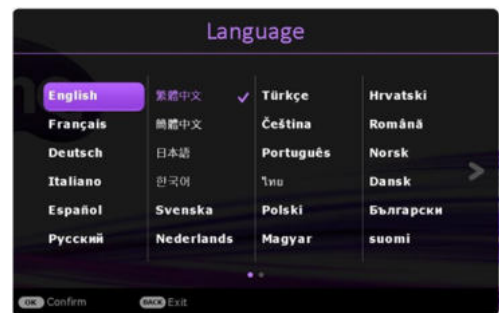 Language
English
Français
Deutsch
Italiano
Español
Русский
繁體中文
簡體中文
日本語
한국어
Svenska
Nederlands
Türkçe
Čeština
Português
ไทย
Polski
Magyar
Hrvatski
Română
Norsk
Dansk
Български
suomi
OK Confirm
BACK Exit